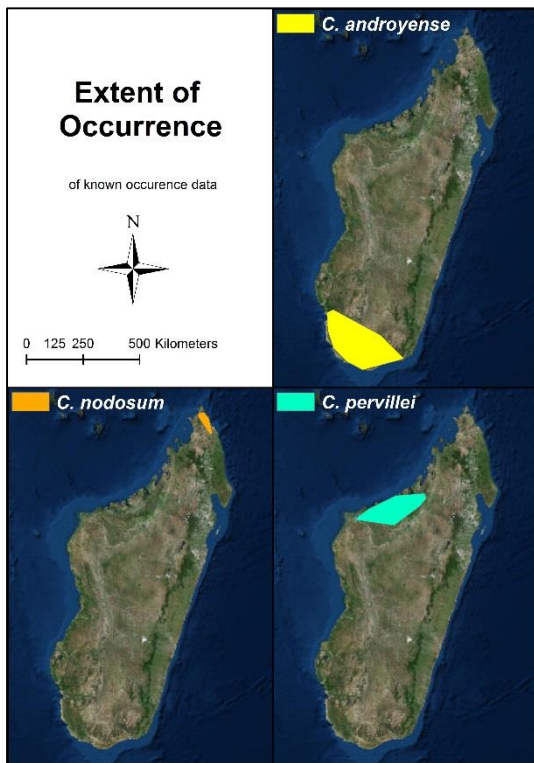 Extent of
Occurrence
of known occurence data
N
0 125 250 500 Kilometers
C. androyense
C. nodosum
C. pervillei